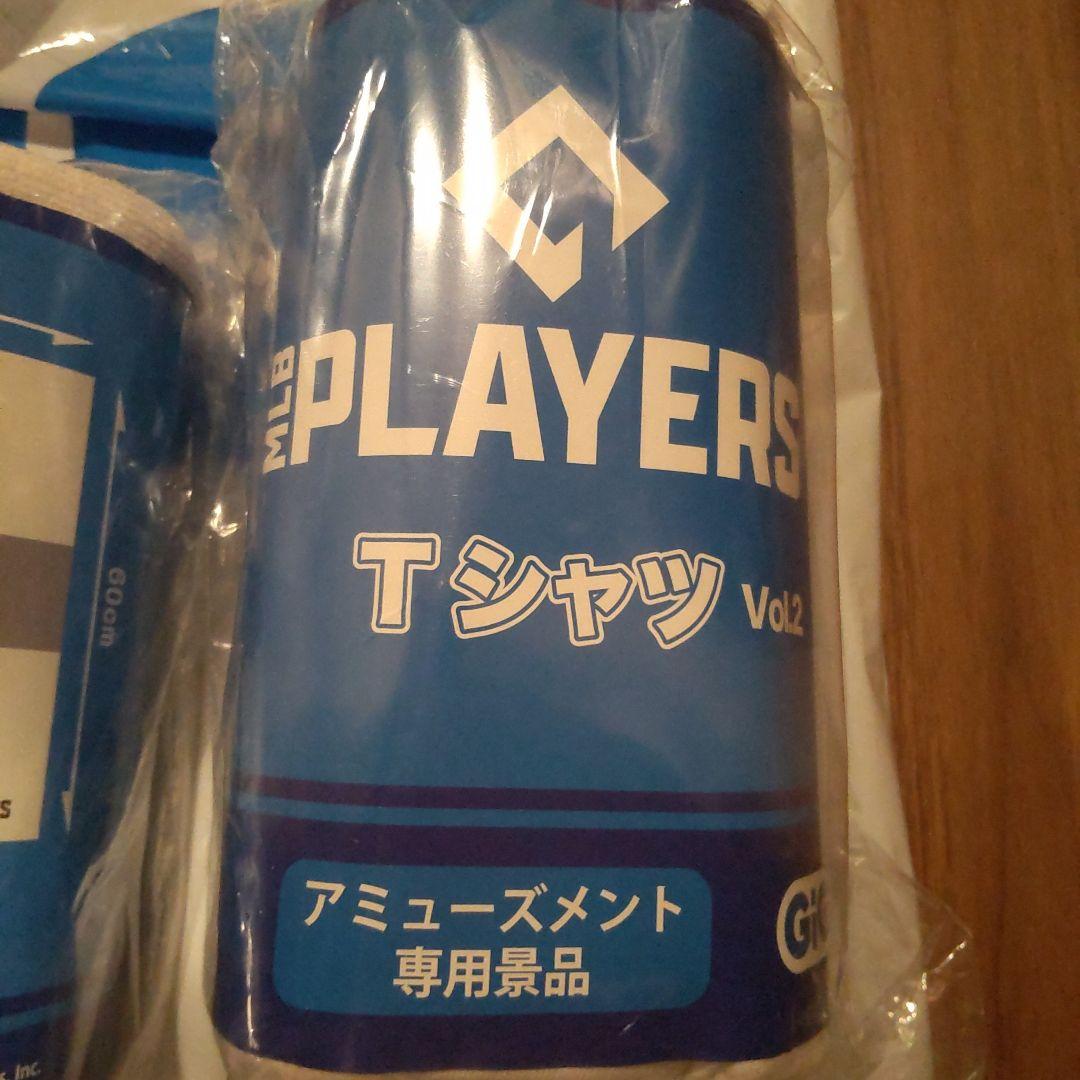 MLB PLAYERS
Tシャツ Vol.2
アミューズメント
専用景品
60cm
Inc.